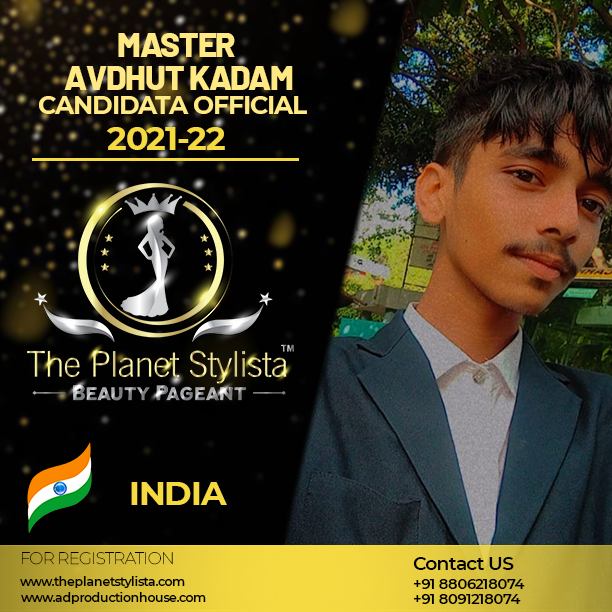 MASTER
AVDHUT KADAM
CANDIDATA OFFICIAL
2021-22
The Planet Stylista™
BEAUTY PAGEANT
INDIA
FOR REGISTRATION
www.theplanetstylista.com
www.adproductionhouse.com
Contact US
+91 8806218074
+91 8091218074